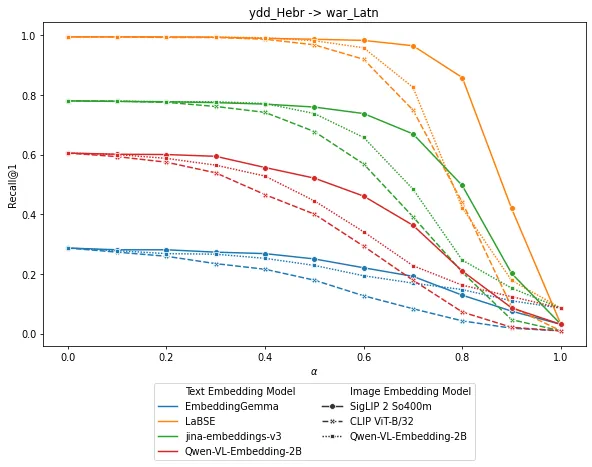 ydd_Hebr -> war_Latn
1.0
0.8
0.6
0.4
0.2
0.0
Recall@1
0.0 0.2 0.4 0.6 0.8 1.0
α
Text Embedding Model
EmbeddingGemma
LaBSE
jina-embeddings-v3
Qwen-VL-Embedding-2B
Image Embedding Model
SigLIP 2 So400m
CLIP ViT-B/32
Qwen-VL-Embedding-2B